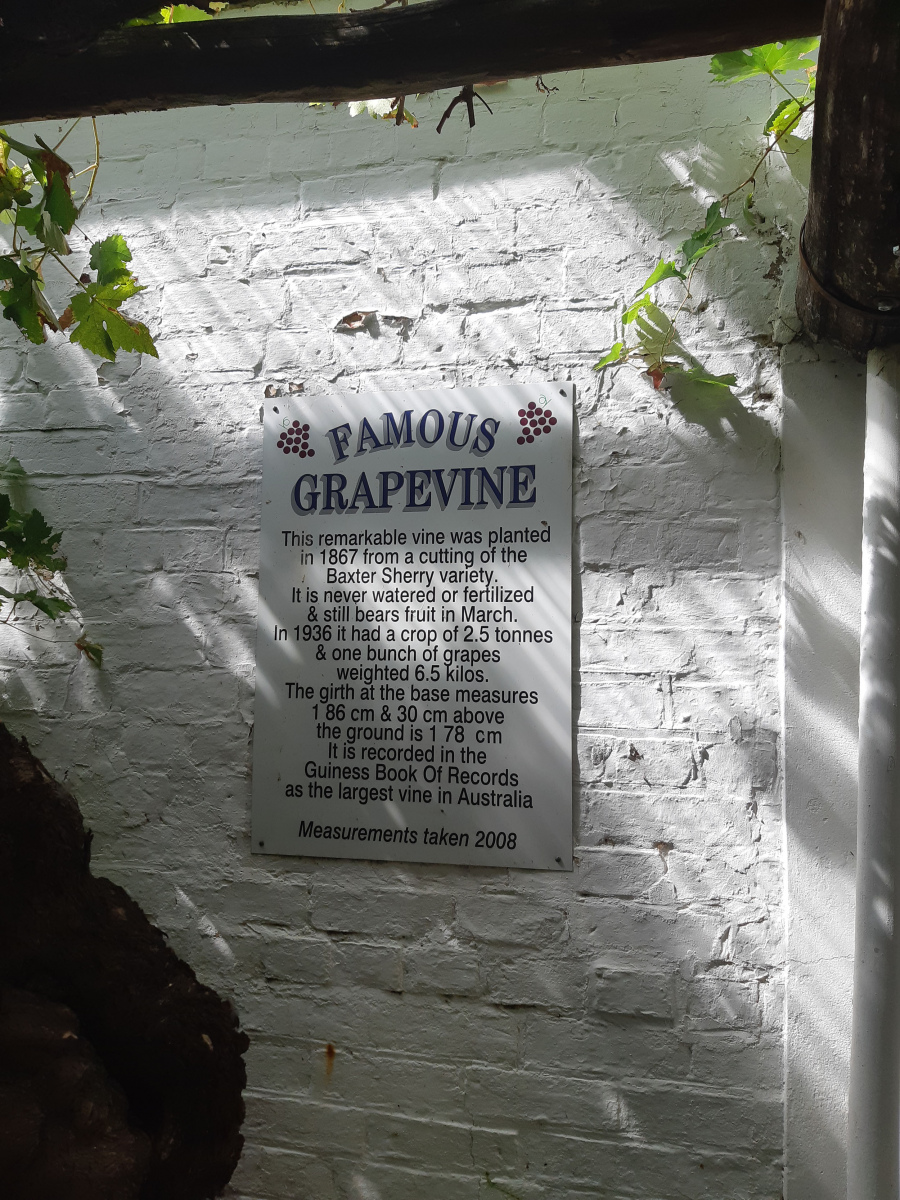 FAMOUS
GRAPEVINE
This remarkable vine was planted
in 1867 from a cutting of the
Baxter Sherry variety.
It is never watered or fertilized
& still bears fruit in March.
In 1936 it had a crop of 2.5 tonnes
& one bunch of grapes
weighted 6.5 kilos.
The girth at the base measures
1 86 cm & 30 cm above
the ground is 1 78 cm
It is recorded in the
Guiness Book Of Records
as the largest vine in Australia
Measurements taken 2008